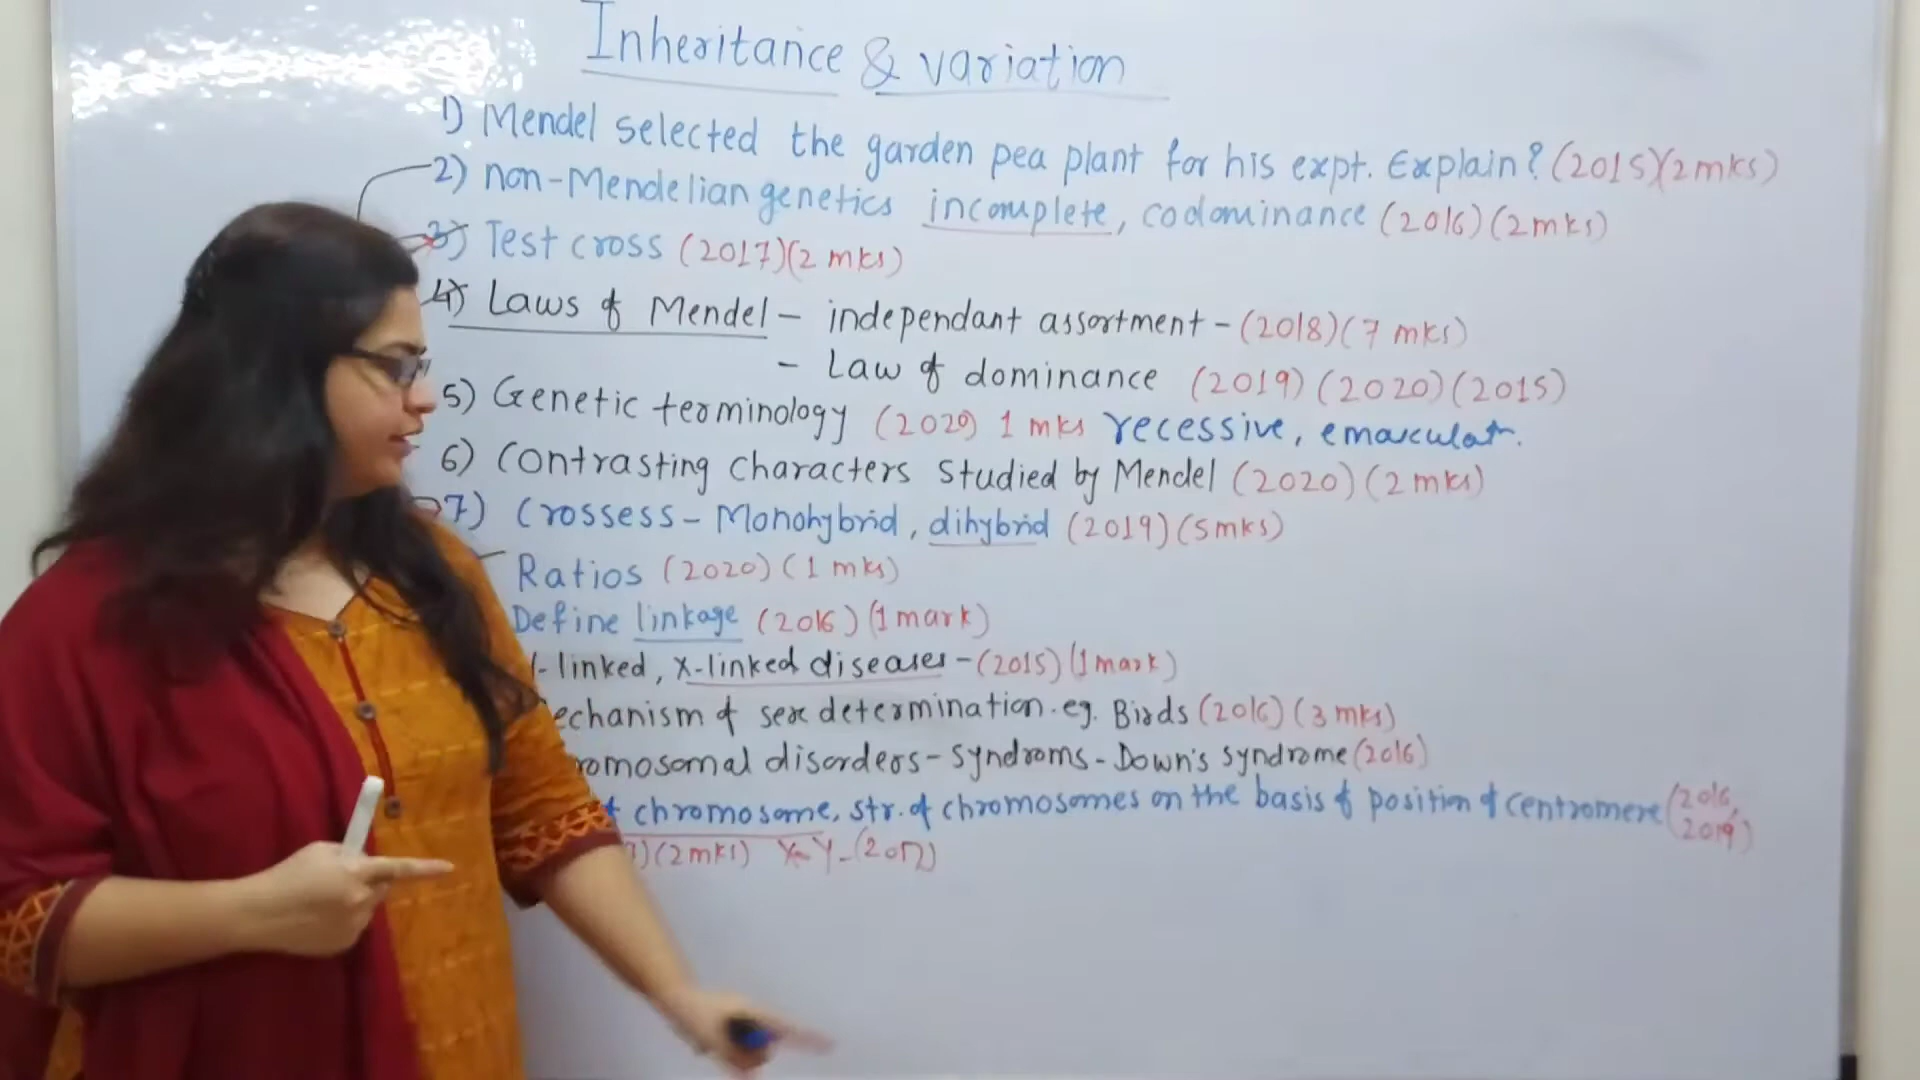 Inheritance & variation
1) Mendel selected the garden pea plant for his expt. Explain? (2015)(2mks)
2) non-Mendelian genetics incomplete, codominance (2016)(2mks)
3) Test cross (2017)(2 mks)
4) Laws of Mendel - independant assortment - (2018)(7 mks)
- Law of dominance (2019)(2020)(2015)
5) Genetic terminology (2020) 1 mks recessive, emasculat.
6) Contrasting characters studied by Mendel (2020)(2 mks)
7) Crossess - Monohybrid, dihybrid (2019)(5mks)
Ratios (2020)(1 mks)
Define linkage (2016)(1 mark)
-linked, X-linked diseases - (2015)(1 mark)
echanism of sex determination. eg. Birds (2016)(3 mks)
omosomal disorders - syndroms - Down's syndrome (2016)
chromosome, str. of chromosomes on the basis of position of centromere (2016, 2019)
)(2mks) X-Y-(2017)